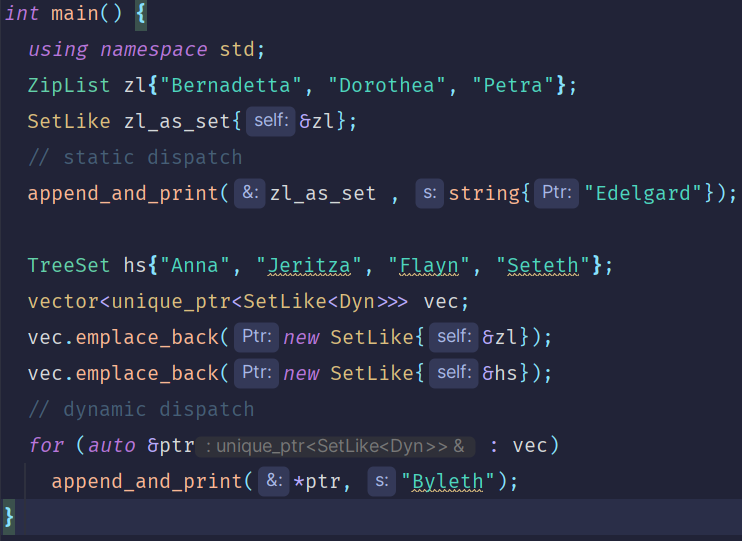 int main() {
using namespace std;
ZipList zl{"Bernadetta", "Dorothea", "Petra"};
SetLike zl_as_set{ self: &zl};
// static dispatch
append_and_print( &: zl_as_set , s: string{ Ptr: "Edelgard"});
TreeSet hs{"Anna", "Jeritza", "Flayn", "Seteth"};
vector<unique_ptr<SetLike<Dyn>>> vec;
vec.emplace_back( Ptr: new SetLike{ self: &zl});
vec.emplace_back( Ptr: new SetLike{ self: &hs});
// dynamic dispatch
for (auto &ptr : unique_ptr<SetLike<Dyn>> & : vec)
append_and_print( &: *ptr, s: "Byleth");
}